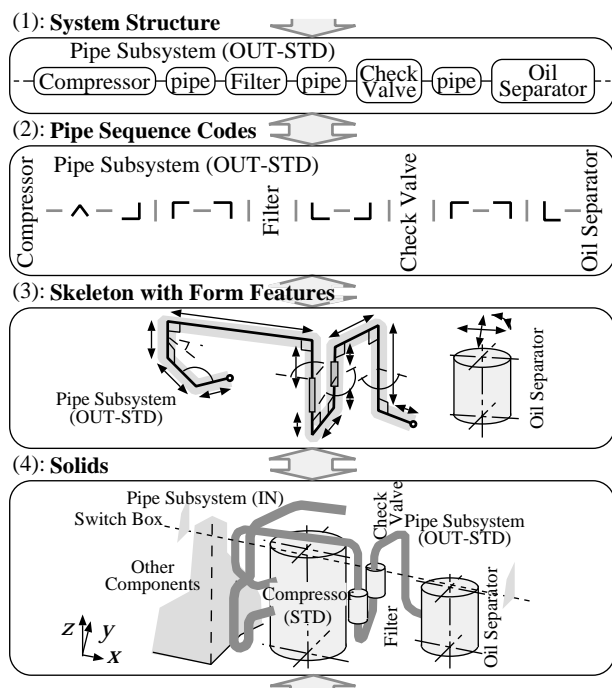 (1): System Structure
Pipe Subsystem (OUT-STD)
Compressor pipe Filter pipe Check Valve pipe Oil Separator
(2): Pipe Sequence Codes
Pipe Subsystem (OUT-STD)
Compressor
Filter
Check Valve
Oil Separator
(3): Skeleton with Form Features
Pipe Subsystem
(OUT-STD)
Oil Separator
(4): Solids
Pipe Subsystem (IN)
Switch Box
Check
Valve
Pipe Subsystem
(OUT-STD)
Other
Components
Compressor
(STD)
Filter
Oil Separator
z y x